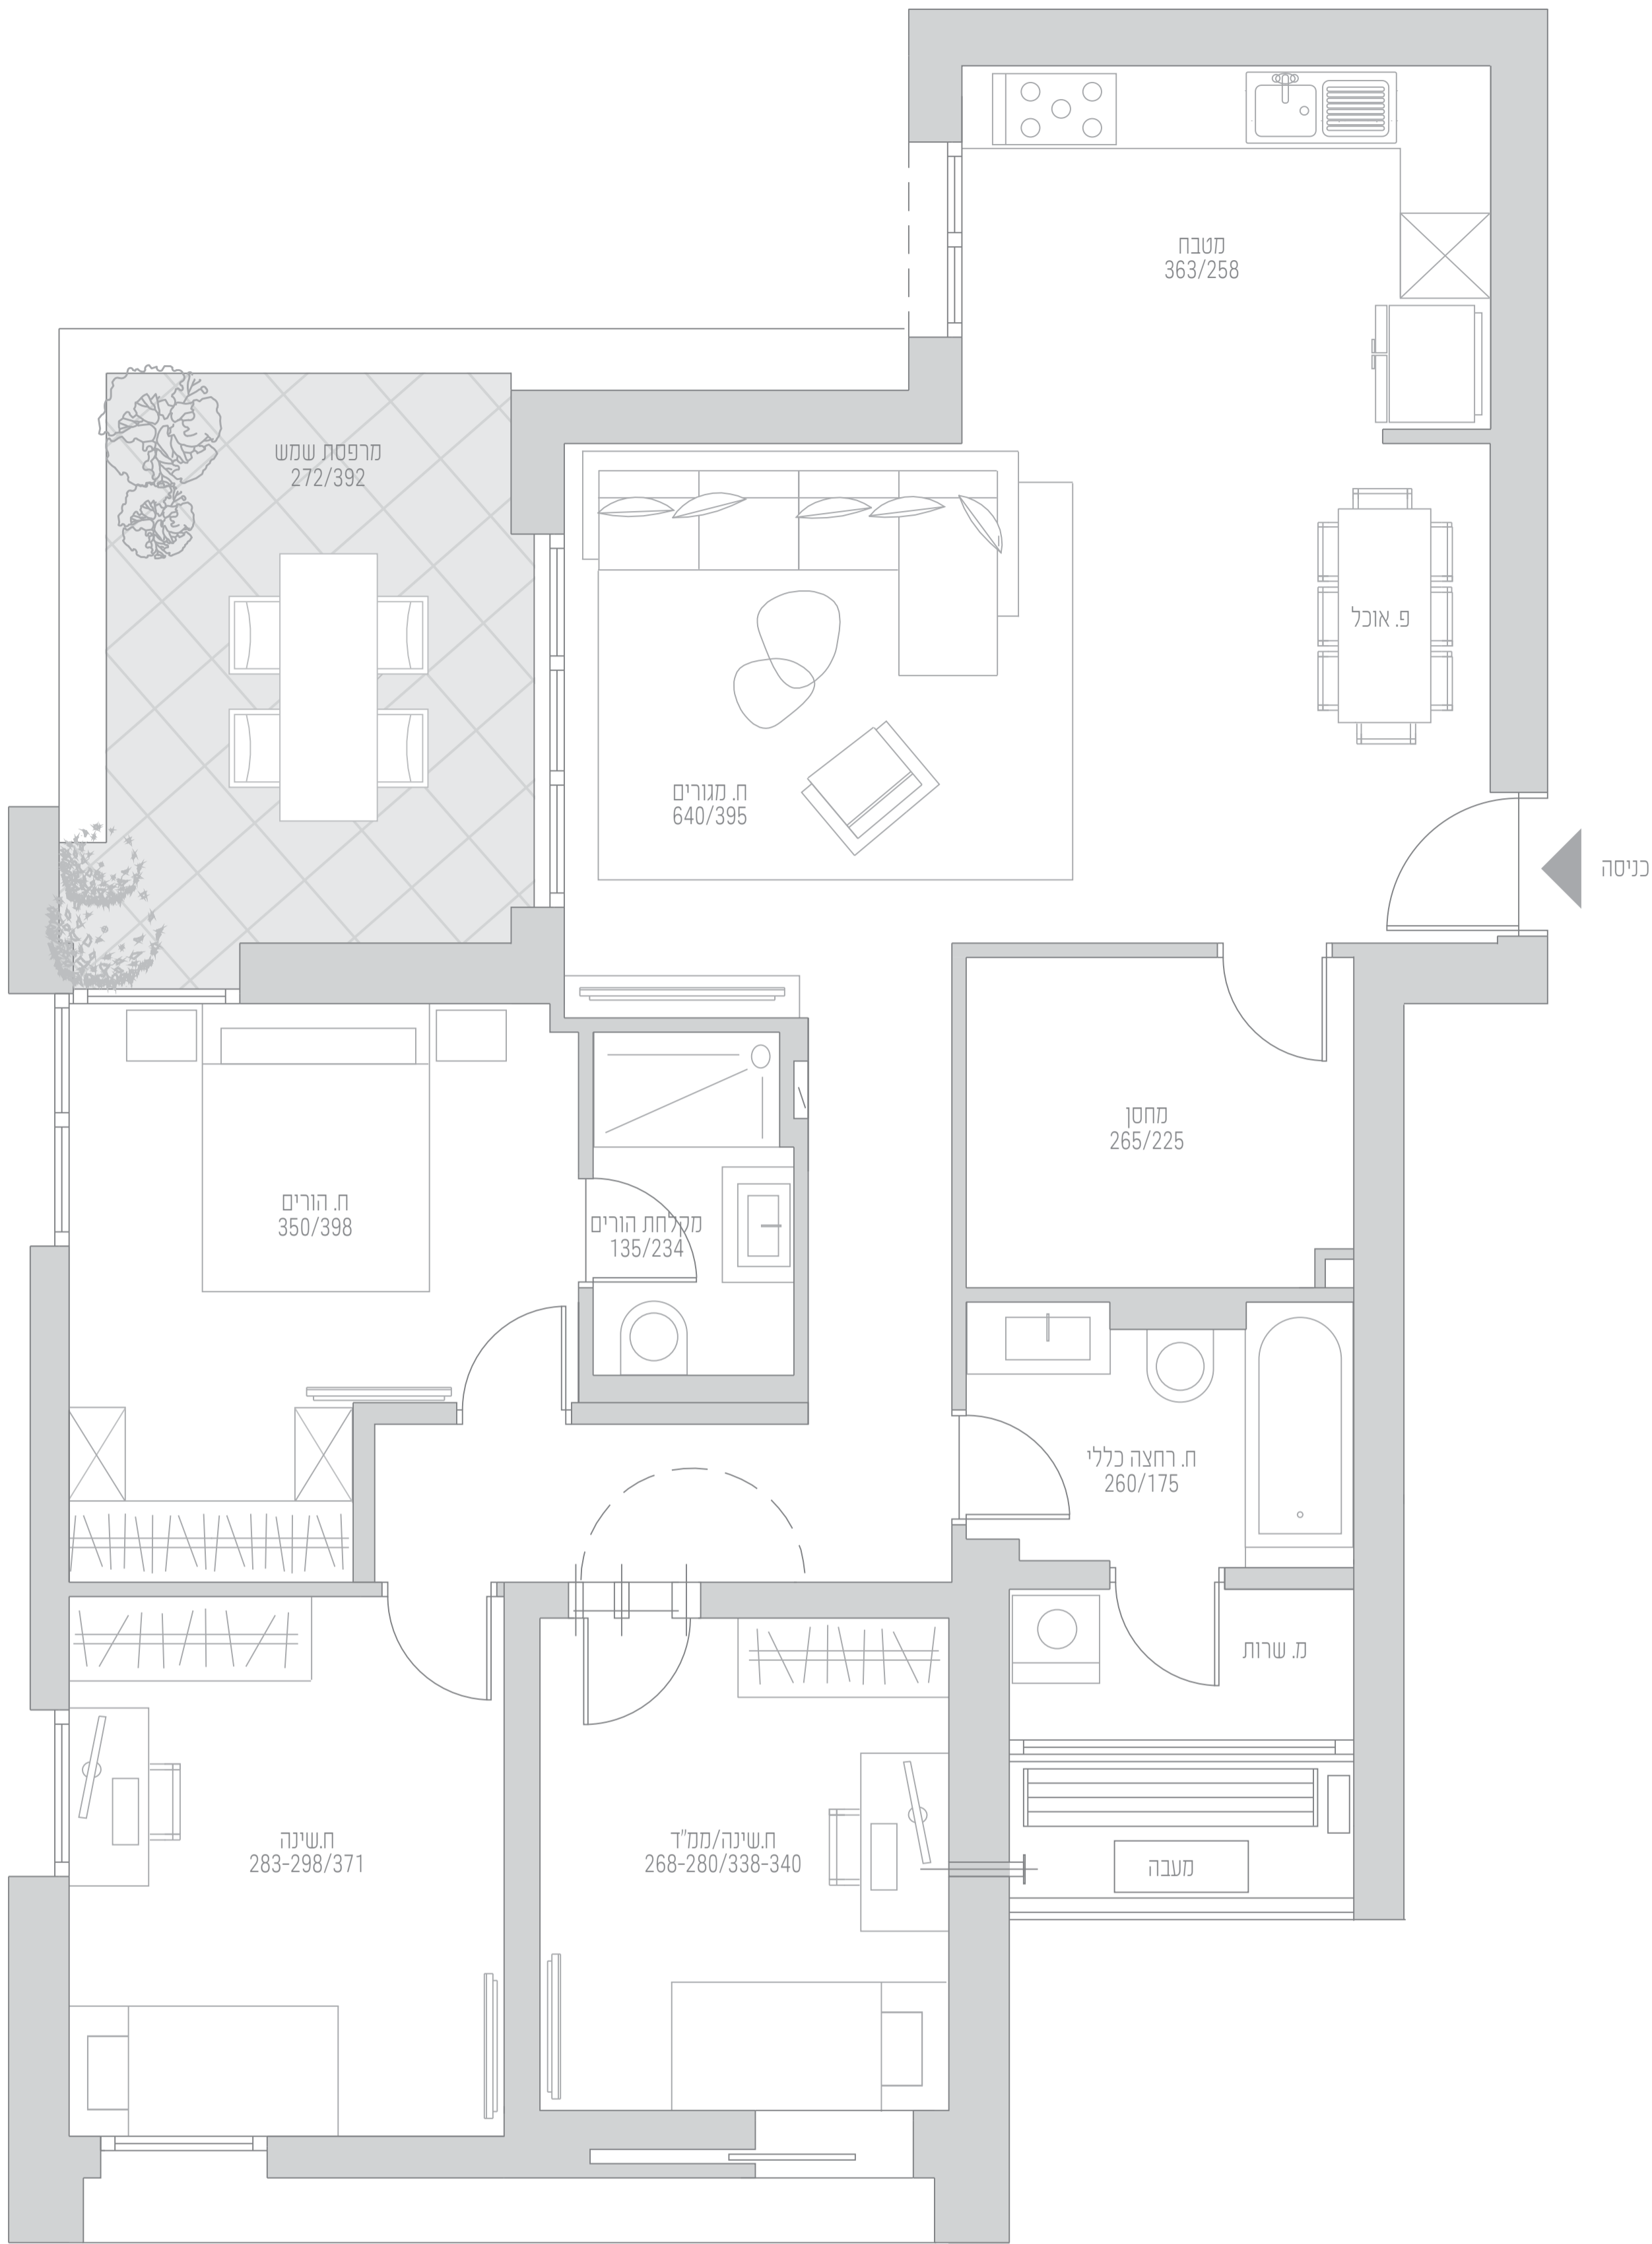 מטבח
363/258
מרפסת שמש
272/392
פ. אוכל
ח. מגורים
640/395
כניסה
מחסן
265/225
ח. הורים
350/398
מקלחת הורים
135/234
ח. רחצה כללי
260/175
מ. שרות
ח.שינה
283-298/371
ח.שינה/ממ"ד
268-280/338-340
מעבה